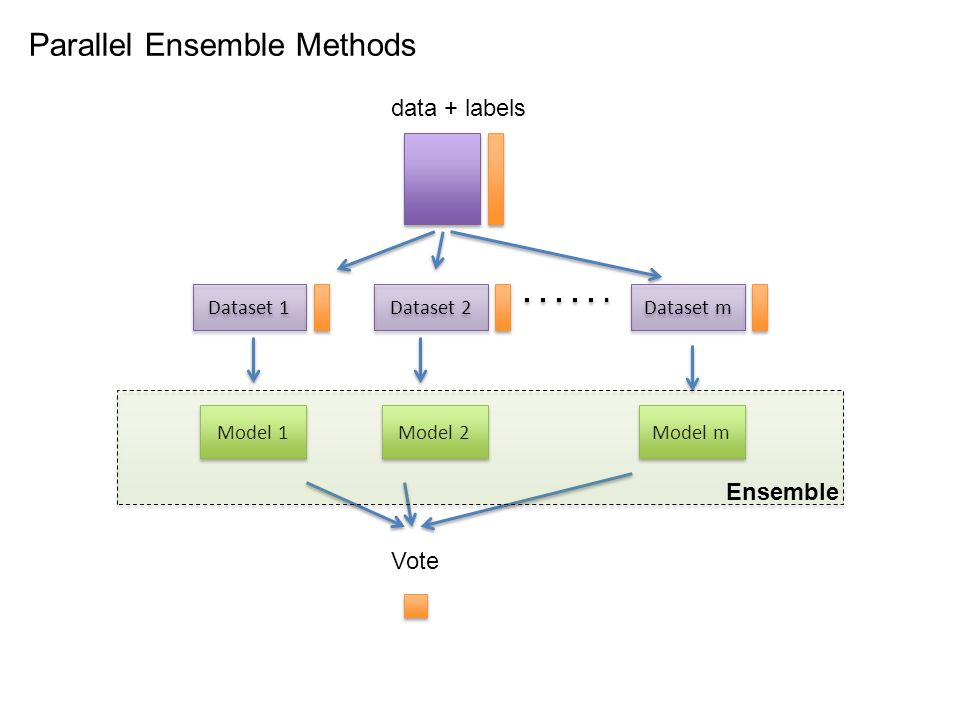 Parallel Ensemble Methods
data + labels
Dataset 1
Dataset 2
......
Dataset m
Model 1
Model 2
Model m
Ensemble
Vote